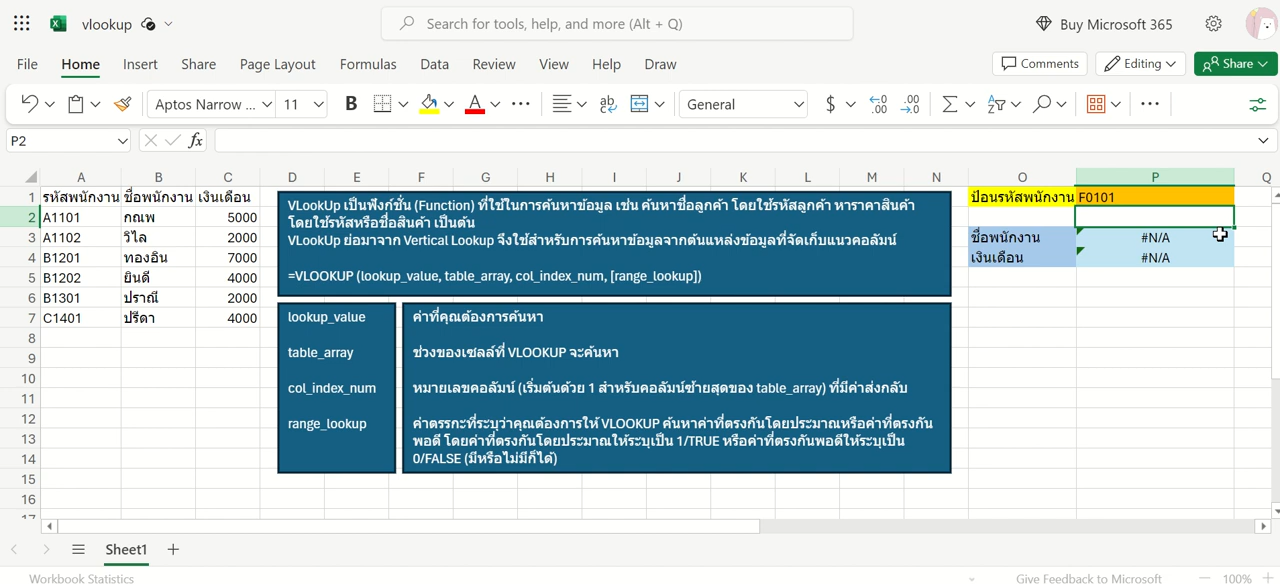 vlookup
Search for tools, help, and more (Alt + Q)
Buy Microsoft 365
File Home Insert Share Page Layout Formulas Data Review View Help Draw
Comments Editing Share
Aptos Narrow ... 11 B A ... ab General $ .00 .00 ...
P2 fx
A B C D E F G H I J K L M N O P Q
1 รหัสพนักงาน ชื่อพนักงาน เงินเดือน
2 A1101 กณพ 5000
3 A1102 วิไล 2000
4 B1201 ทองอิน 7000
5 B1202 ยินดี 4000
6 B1301 ปราณี 2000
7 C1401 ปรีดา 4000
8
9
10
11
12
13
14
15
16
17
VLookUp เป็นฟังก์ชั่น (Function) ที่ใช้ในการค้นหาข้อมูล เช่น ค้นหาชื่อลูกค้า โดยใช้รหัสลูกค้า หาราคาสินค้า
โดยใช้รหัสหรือชื่อสินค้า เป็นต้น
VLookUp ย่อมาจาก Vertical Lookup จึงใช้สำหรับการค้นหาข้อมูลจากต้นแหล่งข้อมูลที่จัดเก็บแนวคอลัมน์
=VLOOKUP (lookup_value, table_array, col_index_num, [range_lookup])
lookup_value ค่าที่คุณต้องการค้นหา
table_array ช่วงของเซลล์ที่ VLOOKUP จะค้นหา
col_index_num หมายเลขคอลัมน์ (เริ่มต้นด้วย 1 สำหรับคอลัมน์ซ้ายสุดของ table_array) ที่มีค่าส่งกลับ
range_lookup ค่าตรรกะที่ระบุว่าคุณต้องการให้ VLOOKUP ค้นหาค่าที่ตรงกันโดยประมาณหรือค่าที่ตรงกัน
พอดี โดยค่าที่ตรงกันโดยประมาณให้ระบุเป็น 1/TRUE หรือค่าที่ตรงกันพอดีให้ระบุเป็น
0/FALSE (มีหรือไม่มีก็ได้)
ป้อนรหัสพนักงาน F0101
ชื่อพนักงาน #N/A
เงินเดือน #N/A
Sheet1
Workbook Statistics Give Feedback to Microsoft 100%